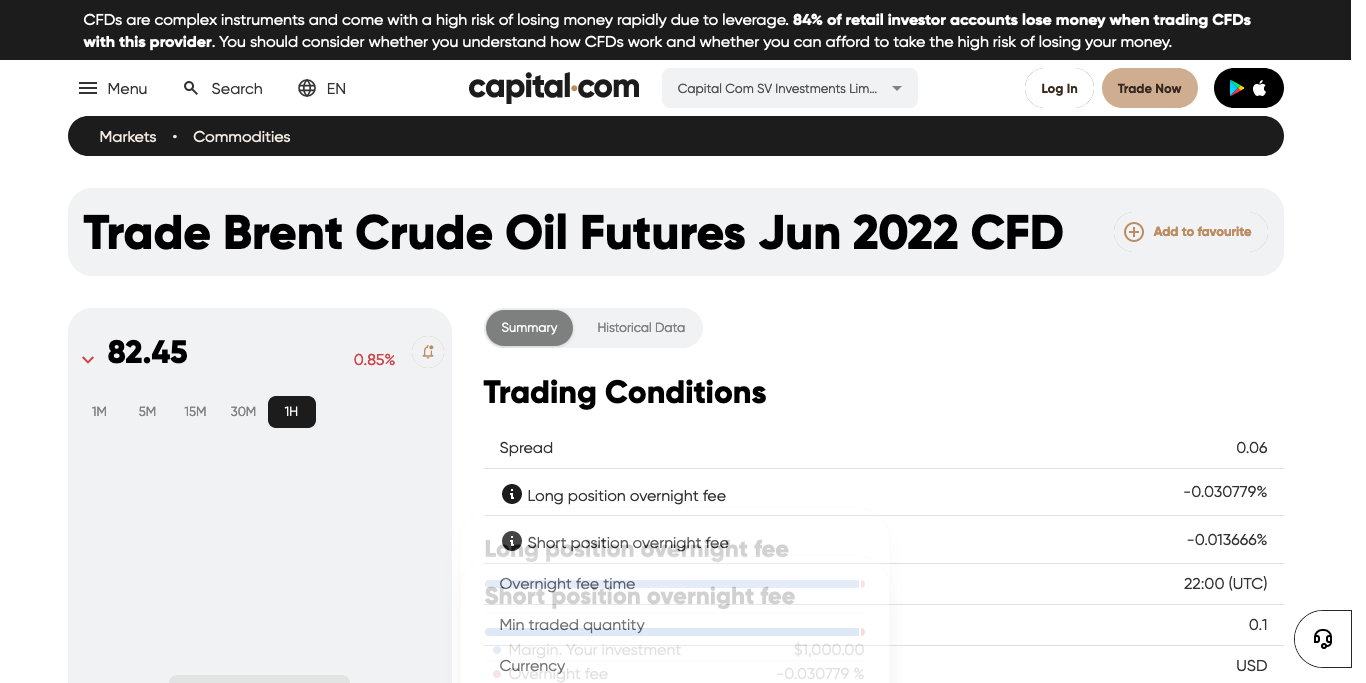 CFDs are complex instruments and come with a high risk of losing money rapidly due to leverage. 84% of retail investor accounts lose money when trading CFDs
with this provider. You should consider whether you understand how CFDs work and whether you can afford to take the high risk of losing your money.
Menu Search EN capital.com Capital Com SV Investments Lim... Log In Trade Now
Markets • Commodities
Trade Brent Crude Oil Futures Jun 2022 CFD Add to favourite
82.45 0.85%
1M 5M 15M 30M 1H
Summary Historical Data
Trading Conditions
Spread 0.06
Long position overnight fee -0.030779%
Short position overnight fee -0.013666%
Long position overnight fee
Overnight fee time 22:00 (UTC)
Short position overnight fee
Min traded quantity 0.1
Margin. Your investment $1,000.00
Currency USD
Overnight fee -0.030779 %